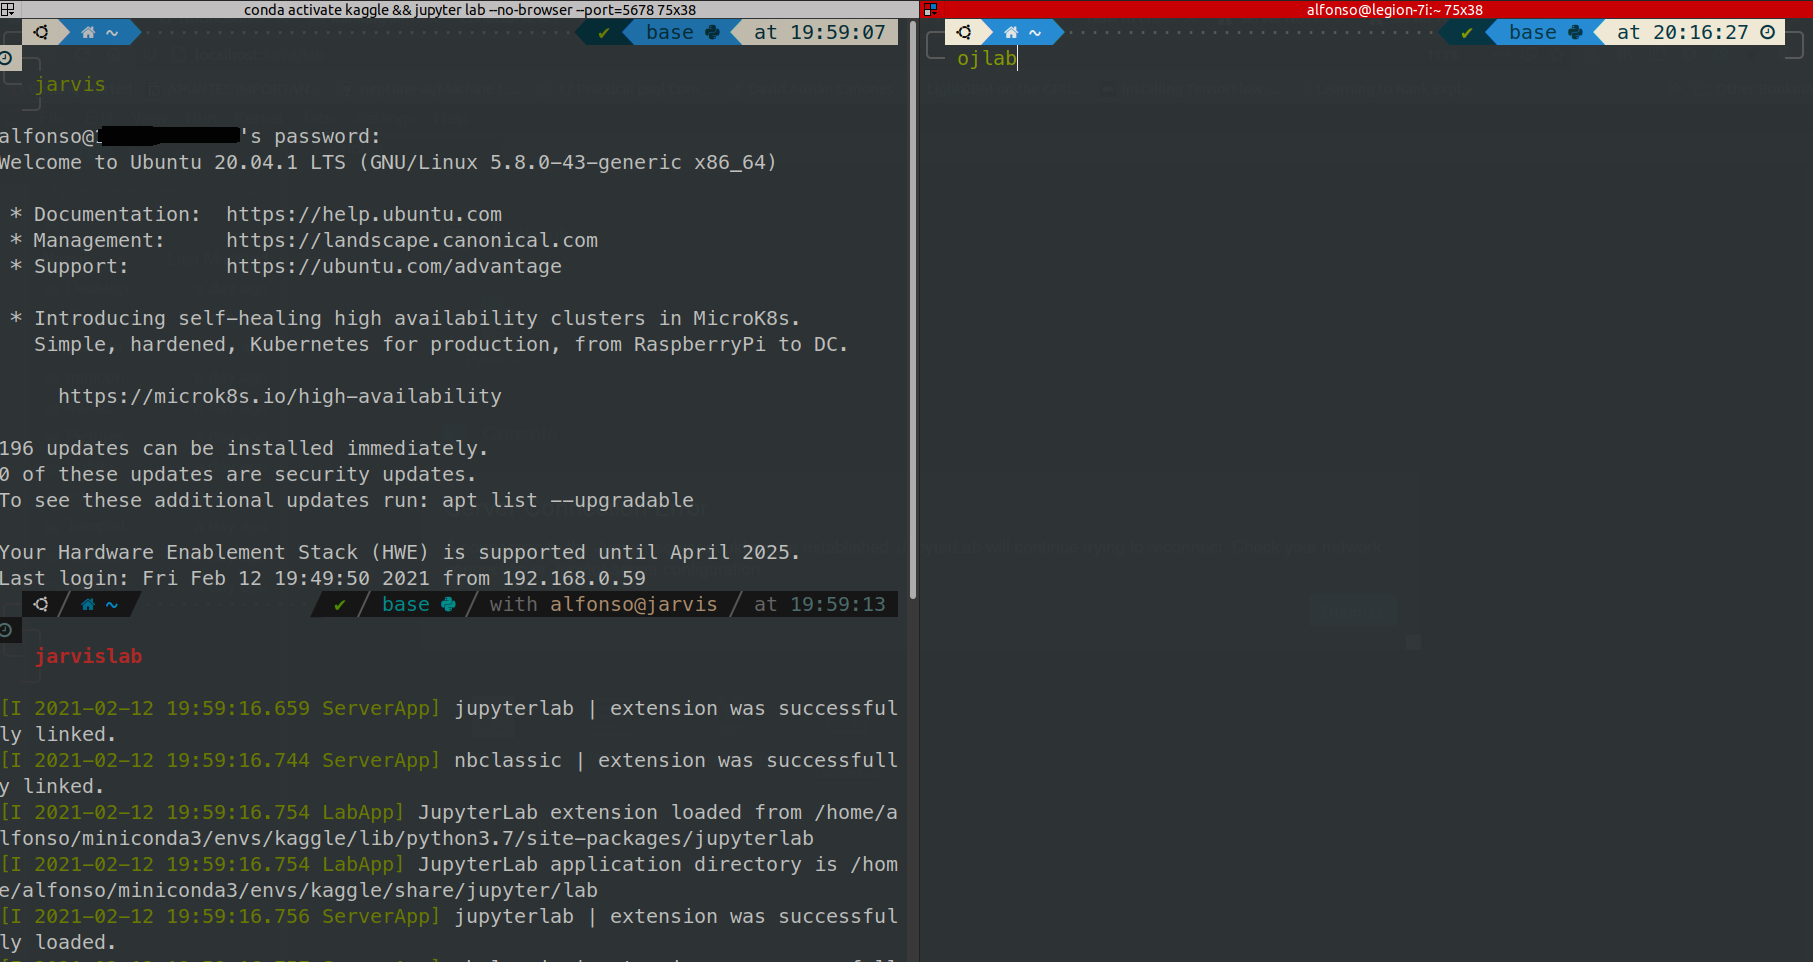 conda activate kaggle && jupyter lab --no-browser --port=5678 75x38
~ ✔ base at 19:59:07
jarvis
alfonso@ 's password:
Welcome to Ubuntu 20.04.1 LTS (GNU/Linux 5.8.0-43-generic x86_64)
* Documentation:  https://help.ubuntu.com
* Management:     https://landscape.canonical.com
* Support:        https://ubuntu.com/advantage
* Introducing self-healing high availability clusters in MicroK8s.
Simple, hardened, Kubernetes for production, from RaspberryPi to DC.
https://microk8s.io/high-availability
196 updates can be installed immediately.
0 of these updates are security updates.
To see these additional updates run: apt list --upgradable
Your Hardware Enablement Stack (HWE) is supported until April 2025.
Last login: Fri Feb 12 19:49:50 2021 from 192.168.0.59
~ ✔ base with alfonso@jarvis at 19:59:13
jarvislab
[I 2021-02-12 19:59:16.659 ServerApp] jupyterlab | extension was successful
ly linked.
[I 2021-02-12 19:59:16.744 ServerApp] nbclassic | extension was successfull
y linked.
[I 2021-02-12 19:59:16.754 LabApp] JupyterLab extension loaded from /home/a
lfonso/miniconda3/envs/kaggle/lib/python3.7/site-packages/jupyterlab
[I 2021-02-12 19:59:16.754 LabApp] JupyterLab application directory is /hom
e/alfonso/miniconda3/envs/kaggle/share/jupyter/lab
[I 2021-02-12 19:59:16.756 ServerApp] jupyterlab | extension was successful
ly loaded.
alfonso@legion-7i:~ 75x38
~ ✔ base at 20:16:27
ojlab